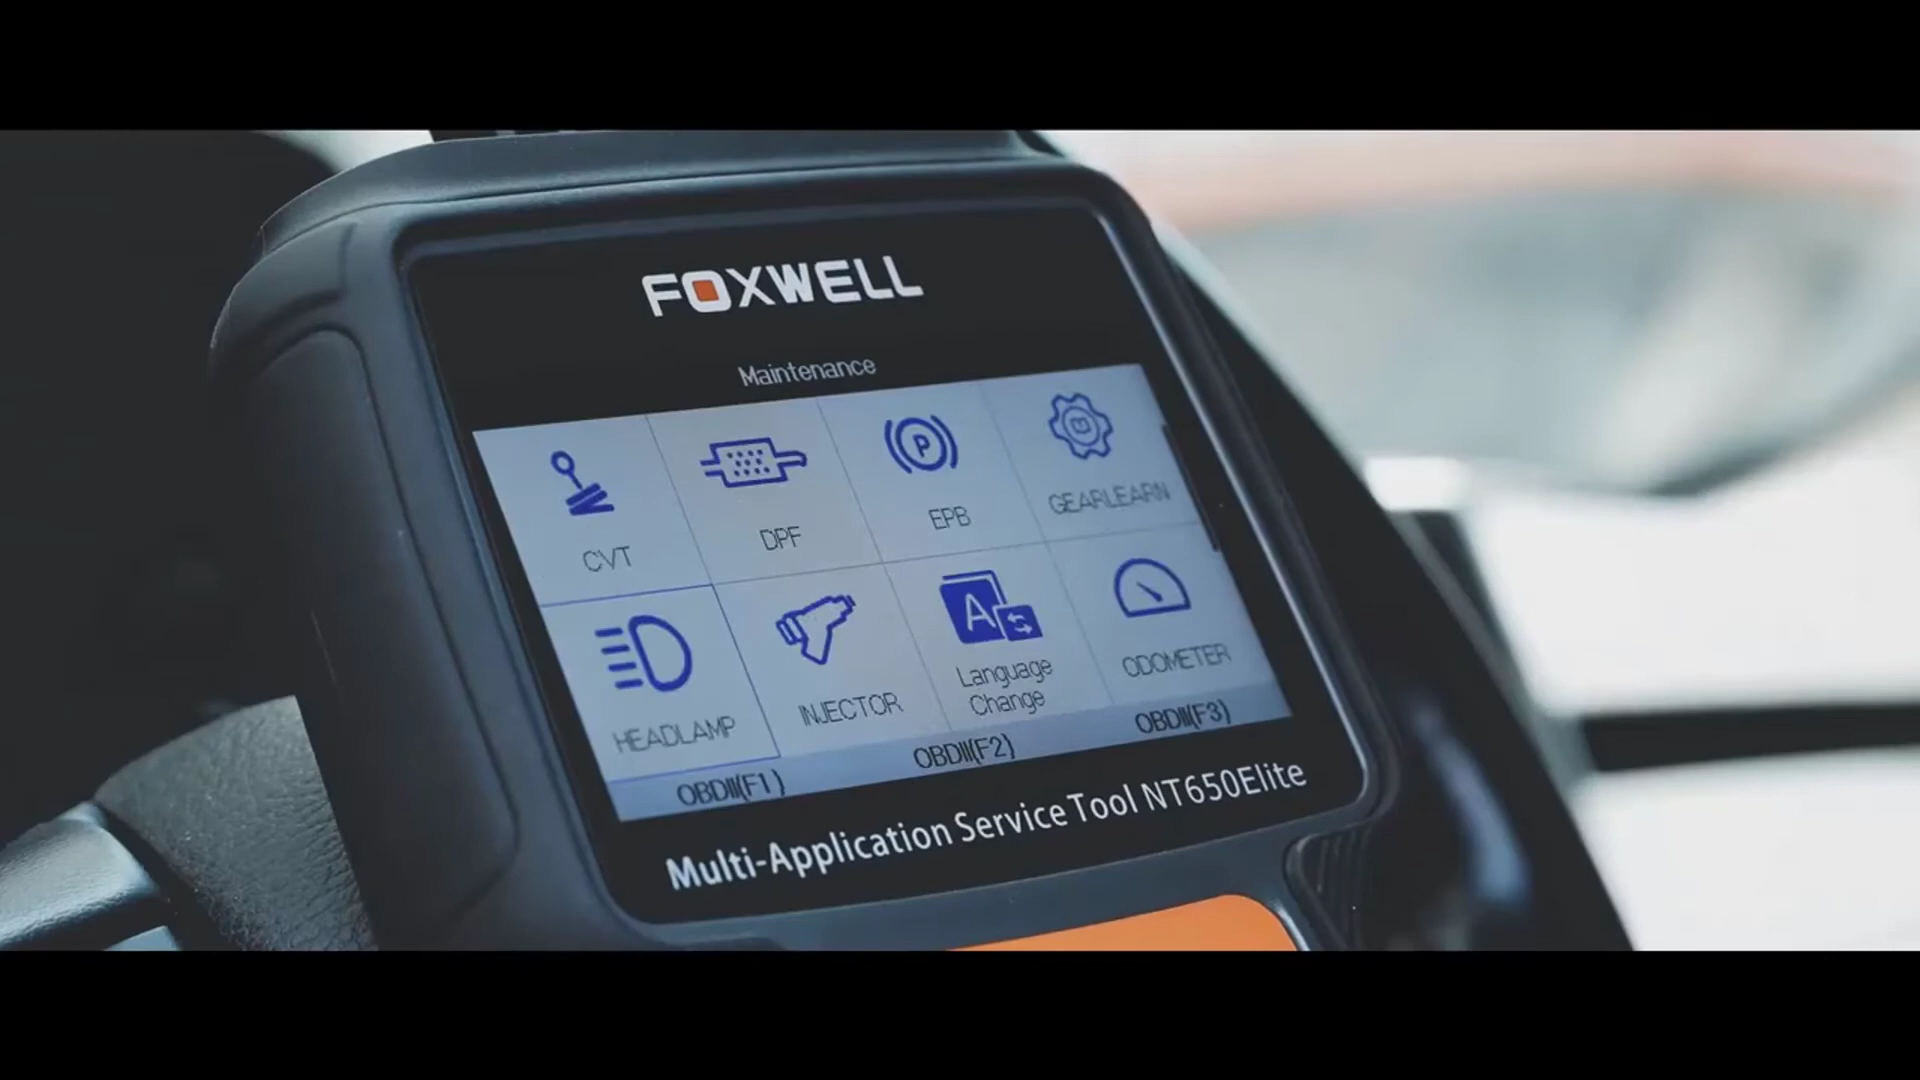 FOXWELL
Maintenance
CVT
DPF
EPB
P
GEARLEARN
HEADLAMP
INJECTOR
A
Language
Change
ODOMETER
OBDII(F1)
OBDII(F2)
OBDII(F3)
Multi-Application Service Tool NT650Elite